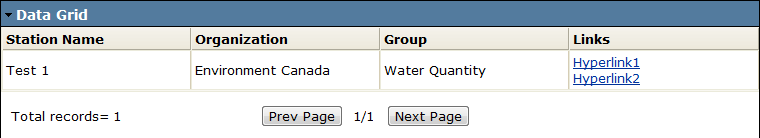 Data Grid
Station Name Organization Group Links
Test 1 Environment Canada Water Quantity Hyperlink1
Hyperlink2
Total records= 1 Prev Page 1/1 Next Page